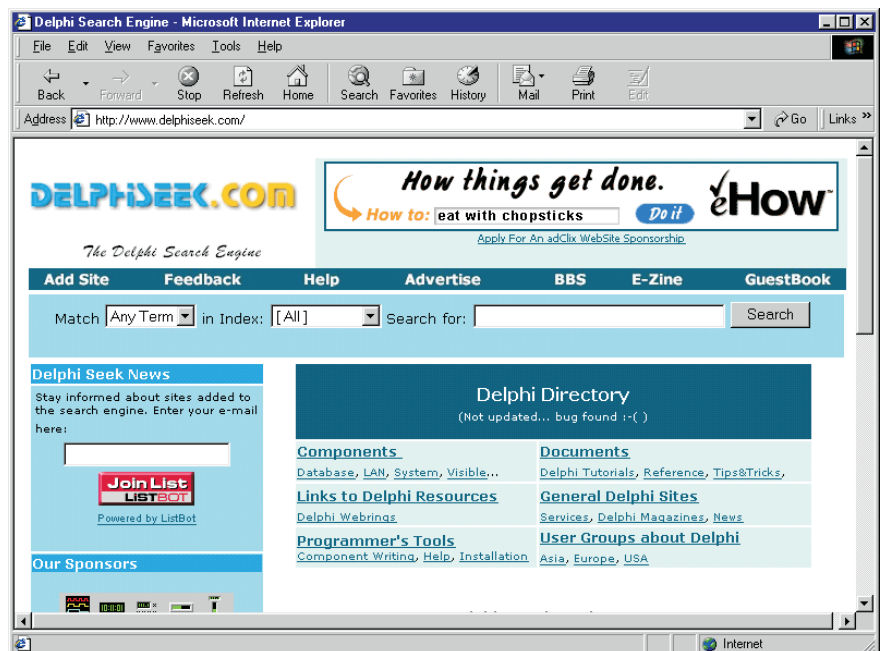 Delphi Search Engine - Microsoft Internet Explorer
File Edit View Favorites Tools Help
Back Forward Stop Refresh Home Search Favorites History Mail Print Edit
Address http://www.delphiseek.com/ Go Links »
DELPHiSEEK.COM
The Delphi Search Engine
How things get done.
How to: eat with chopsticks Do it
eHow™
Apply For An adClix WebSite Sponsorship
Add Site Feedback Help Advertise BBS E-Zine GuestBook
Match Any Term in Index: [All] Search for: Search
Delphi Seek News
Stay informed about sites added to
the search engine. Enter your e-mail
here:
Join List
LISTBOT
Powered by ListBot
Our Sponsors
Delphi Directory
(Not updated... bug found :-( )
Components
Database, LAN, System, Visible...
Documents
Delphi Tutorials, Reference, Tips&Tricks,
Links to Delphi Resources
Delphi Webrings
General Delphi Sites
Services, Delphi Magazines, News
Programmer's Tools
Component Writing, Help, Installation
User Groups about Delphi
Asia, Europe, USA
Internet